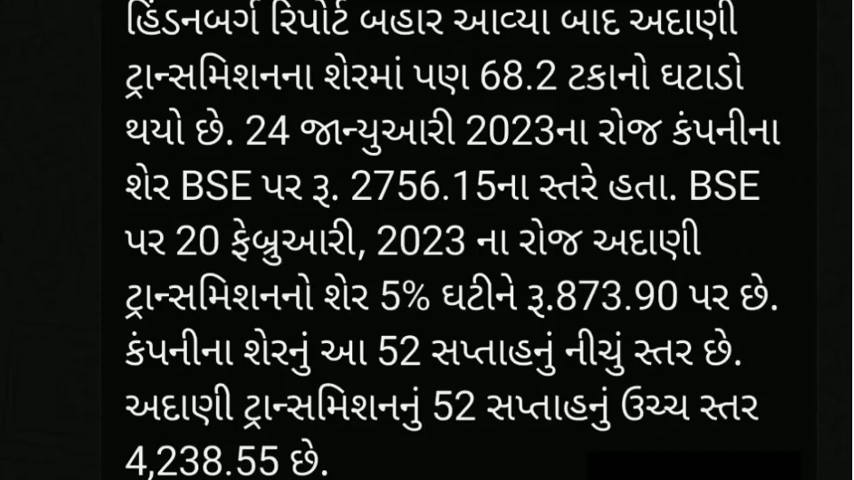 હિંડનબર્ગ રિપોર્ટ બહાર આવ્યા બાદ અદાણી
ટ્રાન્સમિશનના શેરમાં પણ 68.2 ટકાનો ઘટાડો
થયો છે. 24 જાન્યુઆરી 2023ના રોજ કંપનીના
શેર BSE પર રૂ. 2756.15ના સ્તરે હતા. BSE
પર 20 ફેબ્રુઆરી, 2023 ના રોજ અદાણી
ટ્રાન્સમિશનનો શેર 5% ઘટીને રૂ.873.90 પર છે.
કંપનીના શેરનું આ 52 સપ્તાહનું નીચું સ્તર છે.
અદાણી ટ્રાન્સમિશનનું 52 સપ્તાહનું ઉચ્ચ સ્તર
4,238.55 છે.